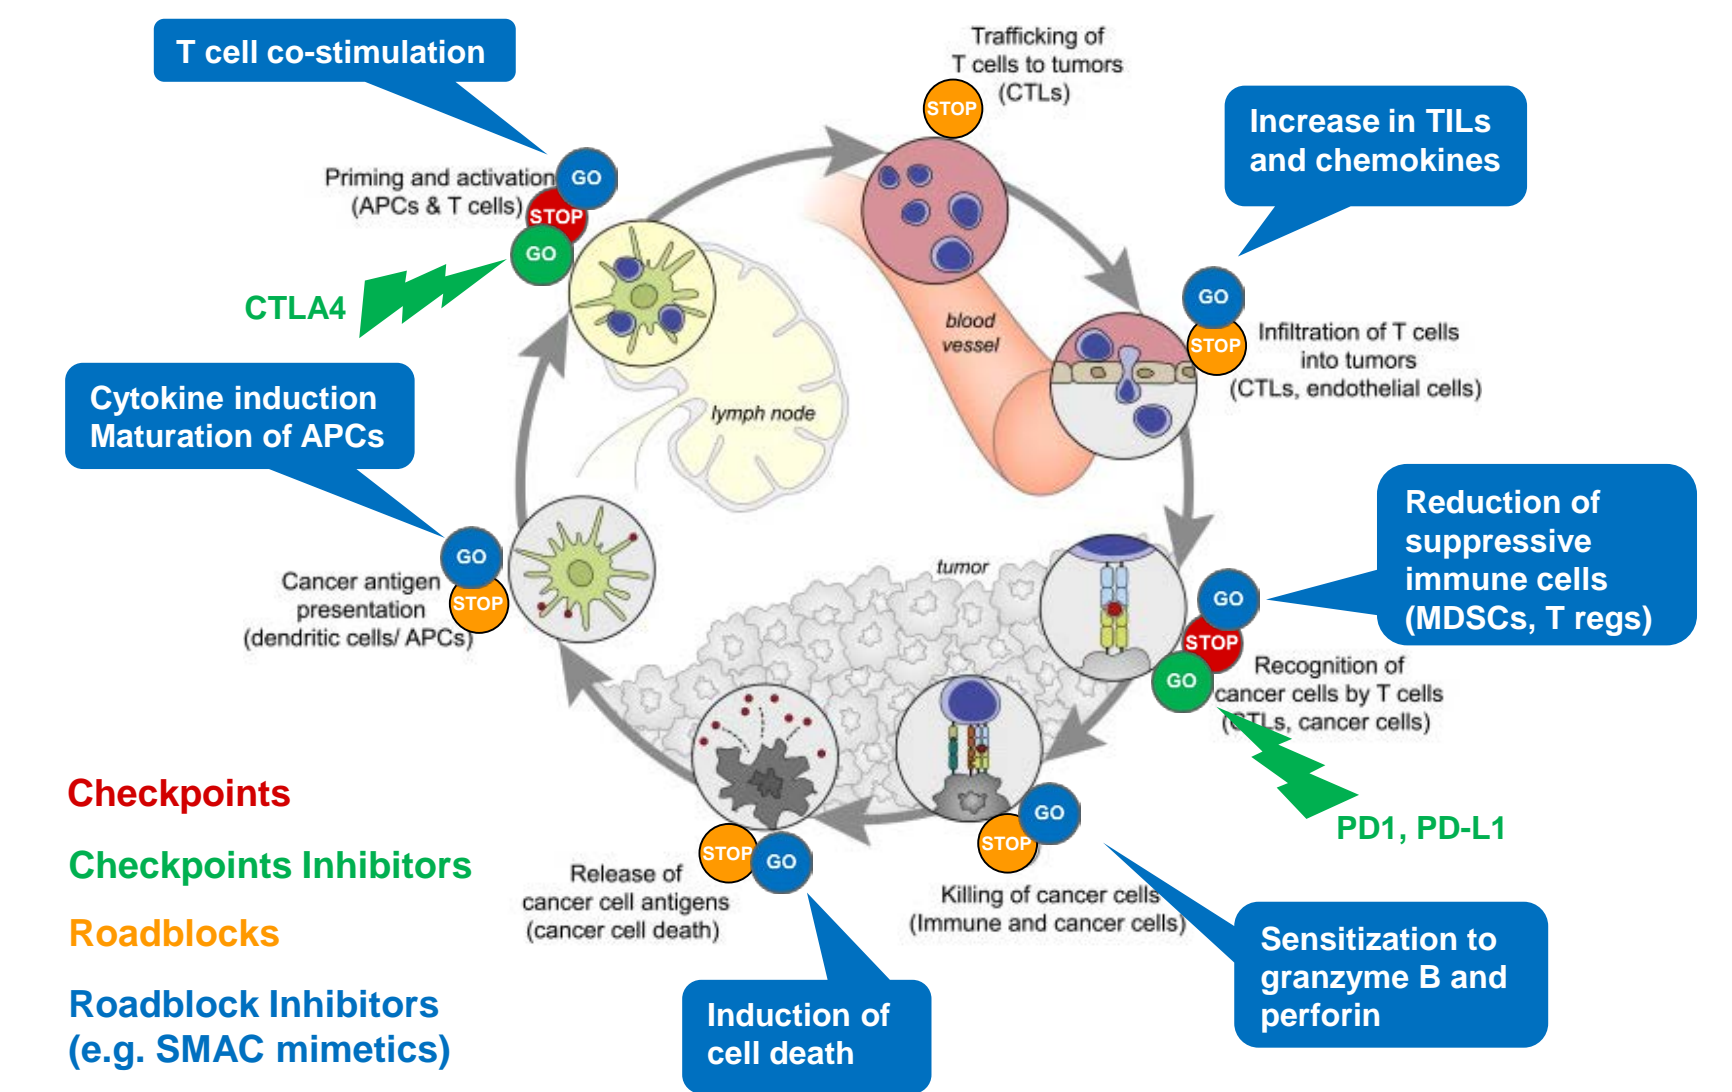 T cell co-stimulation
Trafficking of
T cells to tumors
(CTLs)
STOP
Increase in TILs
and chemokines
Priming and activation
(APCs & T cells)
GO
STOP
GO
CTLA4
blood
vessel
GO
STOP
Infiltration of T cells
into tumors
(CTLs, endothelial cells)
Cytokine induction
Maturation of APCs
lymph node
Reduction of
suppressive
immune cells
(MDSCs, T regs)
GO
STOP
Cancer antigen
presentation
(dendritic cells/ APCs)
tumor
GO
STOP
GO
Recognition of
cancer cells by T cells
(CTLs, cancer cells)
PD1, PD-L1
Checkpoints
Checkpoints Inhibitors
Roadblocks
Roadblock Inhibitors
(e.g. SMAC mimetics)
STOP
GO
Release of
cancer cell antigens
(cancer cell death)
GO
STOP
Killing of cancer cells
(Immune and cancer cells)
Induction of
cell death
Sensitization to
granzyme B and
perforin